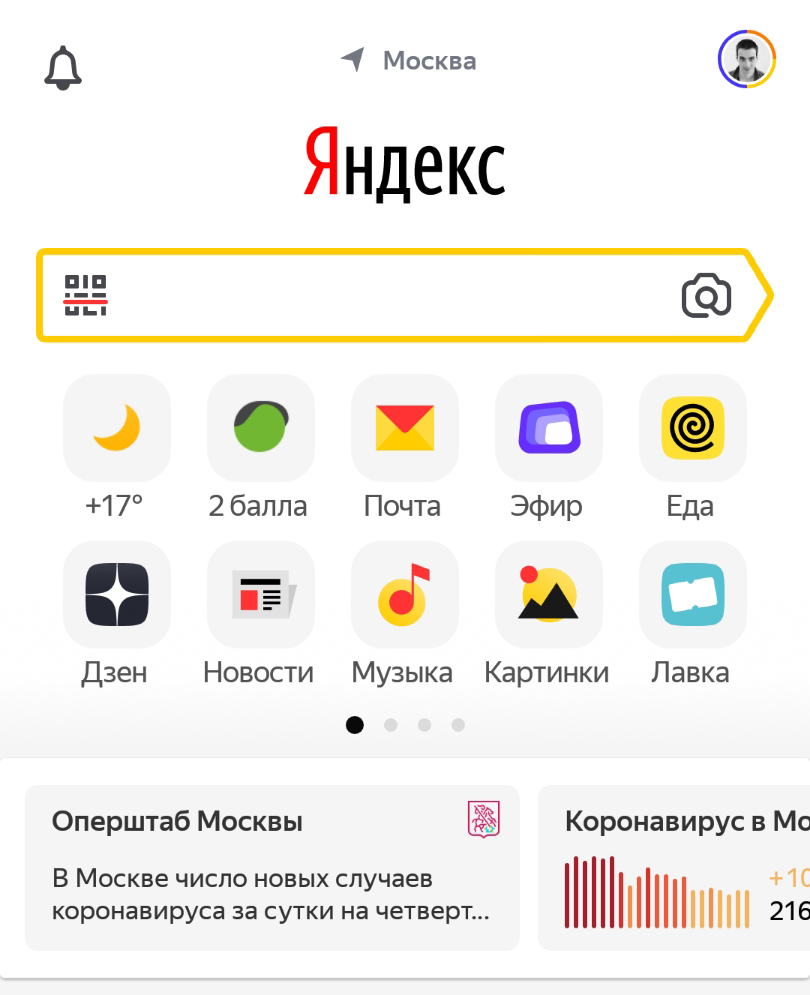 Москва
Яндекс
+17°
2 балла
Почта
Эфир
Еда
Дзен
Новости
Музыка
Картинки
Лавка
Оперштаб Москвы
В Москве число новых случаев
коронавируса за сутки на четверт...
Коронавирус в Мо
+10
216